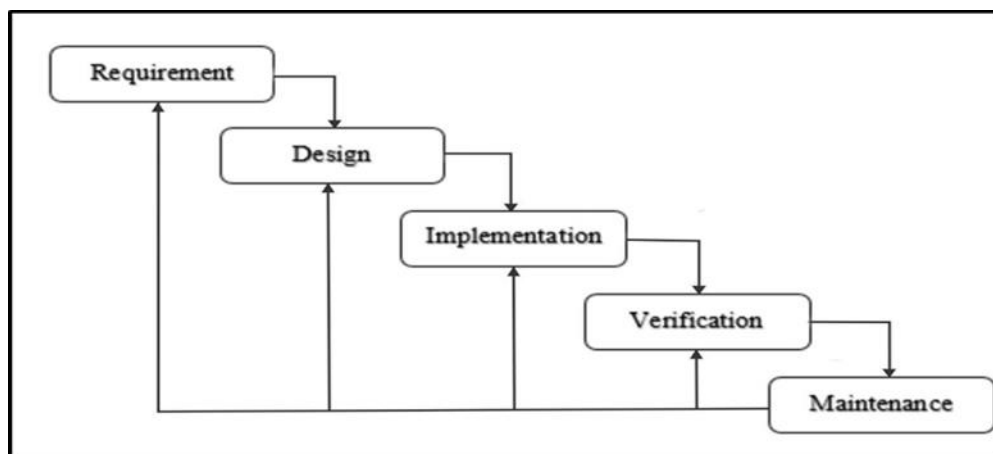 Requirement
Design
Implementation
Verification
Maintenance